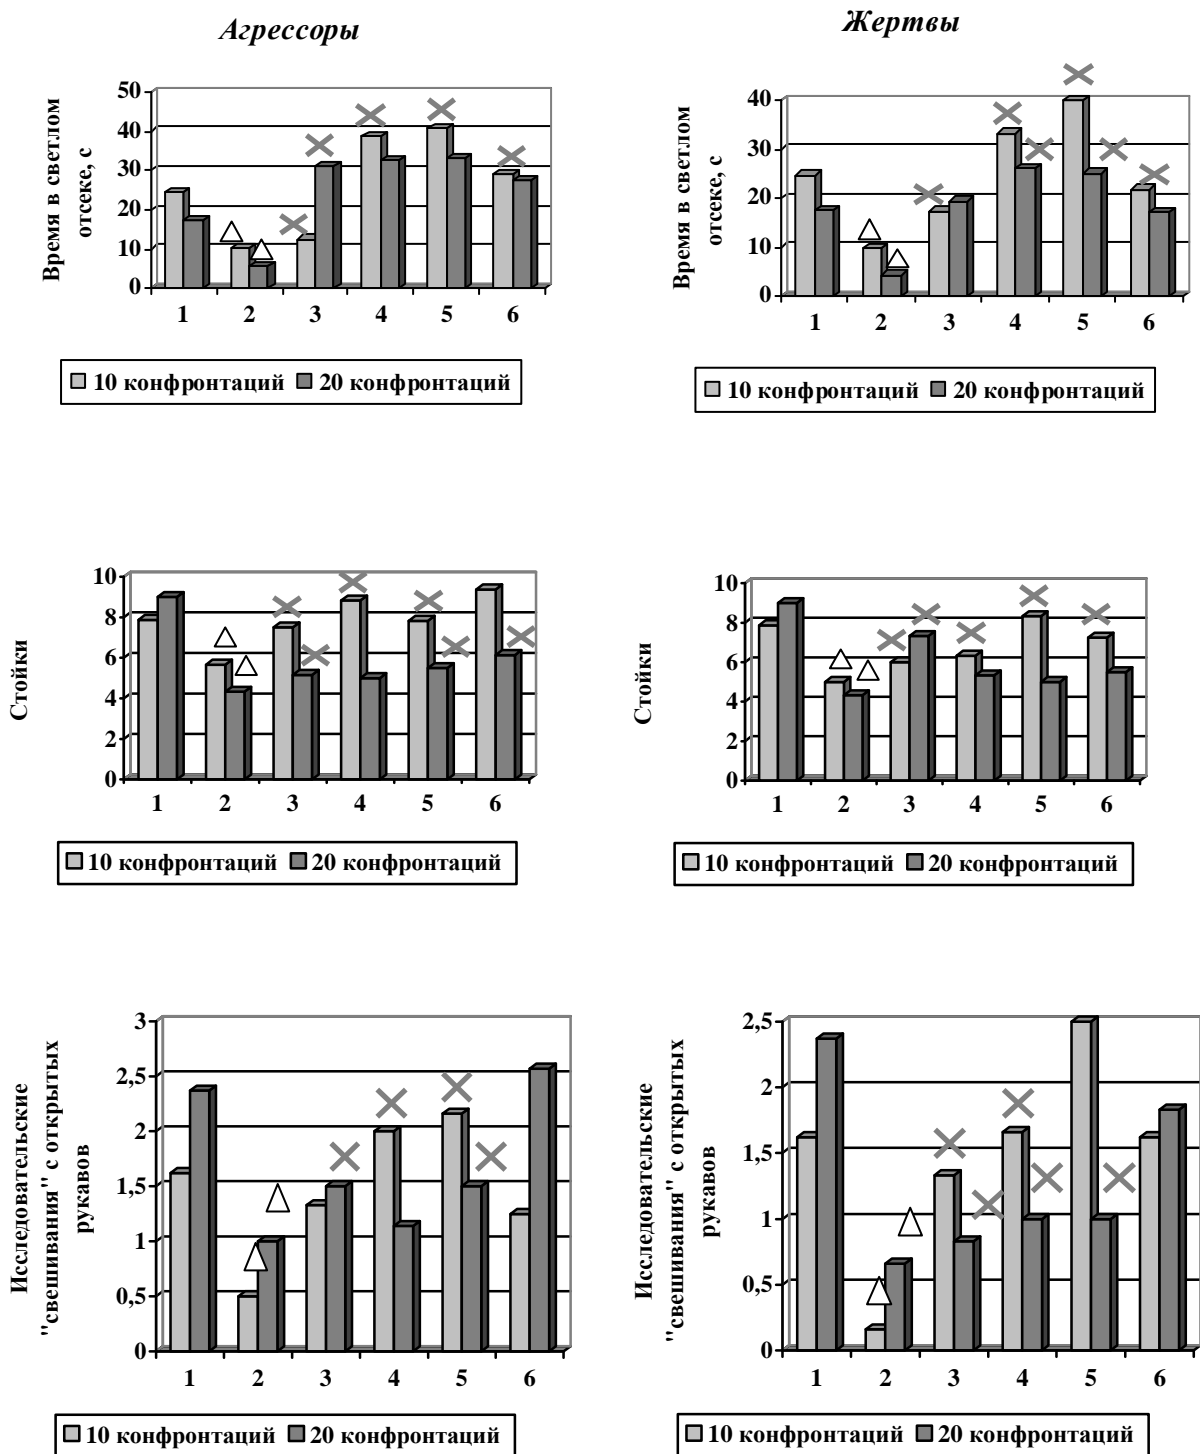 Агрессоры
Жертвы
Время в светлом
отсеке, с
50
40
30
20
10
0
1 2 3 4 5 6
10 конфронтаций 20 конфронтаций
Время в светлом
отсеке, с
40
30
20
10
0
1 2 3 4 5 6
10 конфронтаций 20 конфронтаций
Стойки
10
8
6
4
2
0
1 2 3 4 5 6
10 конфронтаций 20 конфронтаций
Стойки
10
8
6
4
2
0
1 2 3 4 5 6
10 конфронтаций 20 конфронтаций
Исследовательские
"свешивания" с открытых
рукавов
3
2,5
2
1,5
1
0,5
0
1 2 3 4 5 6
10 конфронтаций 20 конфронтаций
Исследовательские
"свешивания" с открытых
рукавов
2,5
2
1,5
1
0,5
0
1 2 3 4 5 6
10 конфронтаций 20 конфронтаций